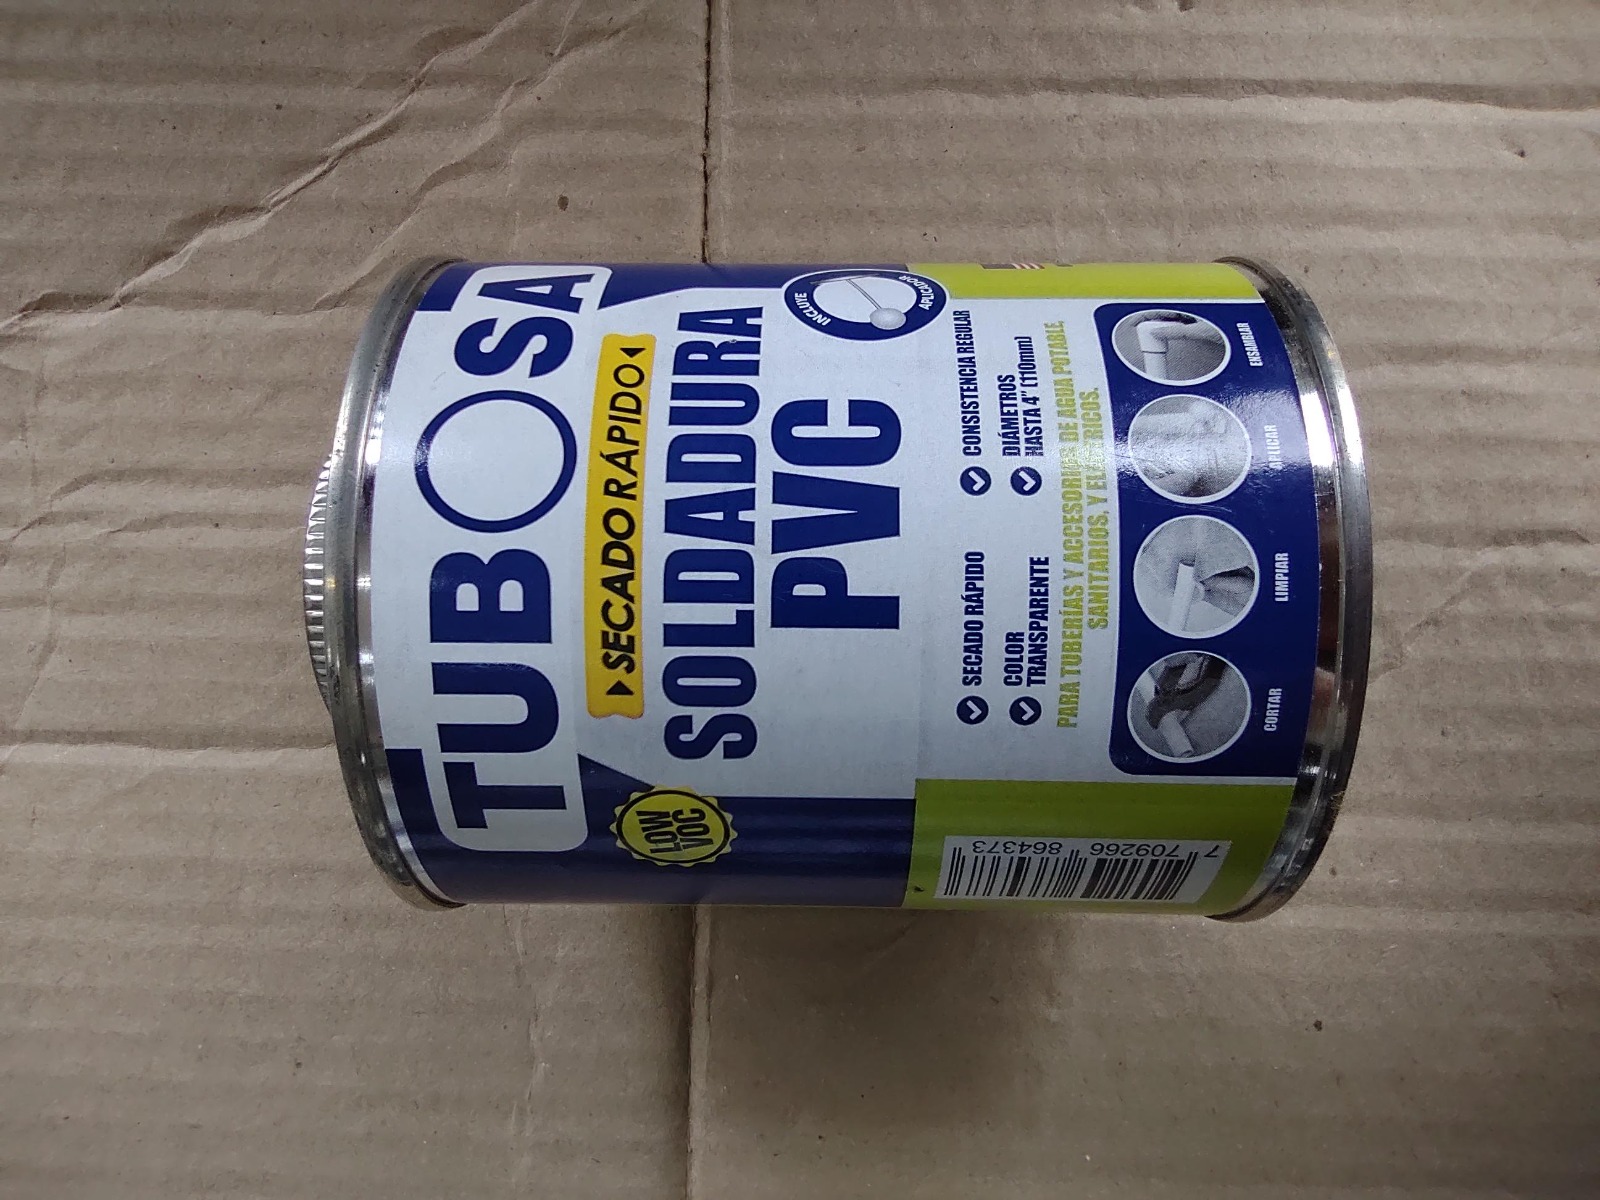 TUBOSA
SECADO RÁPIDO
SOLDADURA
PVC
LOW
VOC
INCLUYE
APLICADOR
SECADO RÁPIDO
CONSISTENCIA REGULAR
COLOR
TRANSPARENTE
DIÁMETROS
HASTA 4" (110mm)
PARA TUBERÍAS Y ACCESORIOS DE AGUA POTABLE,
SANITARIOS, Y ELÉCTRICOS.
CORTAR
LIMPIAR
APLICAR
ENSAMBLAR
7 709266 864373